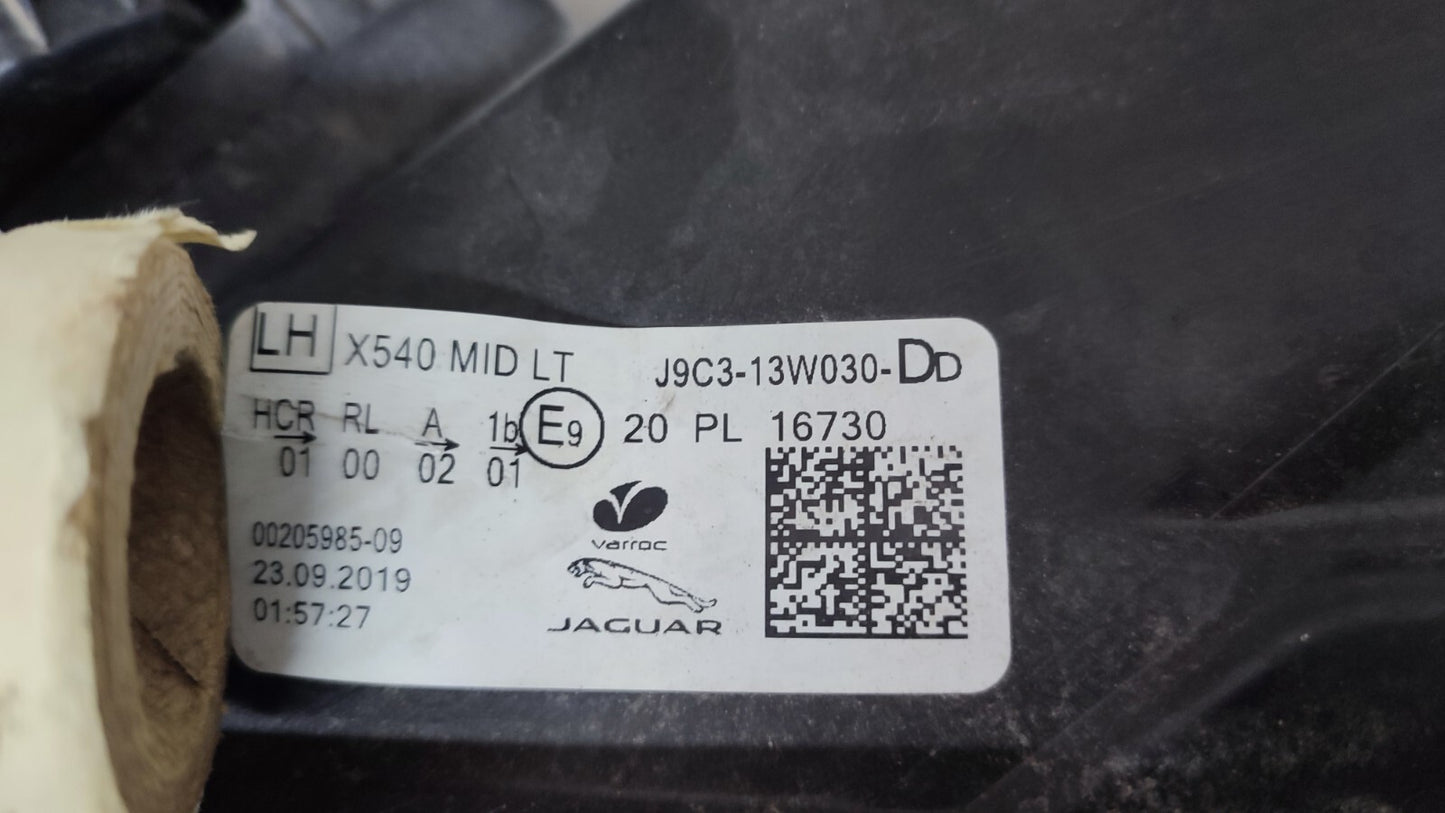 LH X540 MID LT J9C3-13W030-DD
HCR RL A 1b E9 20 PL 16730
01 00 02 01
00205985-09
23.09.2019
01:57:27
varroc
JAGUAR